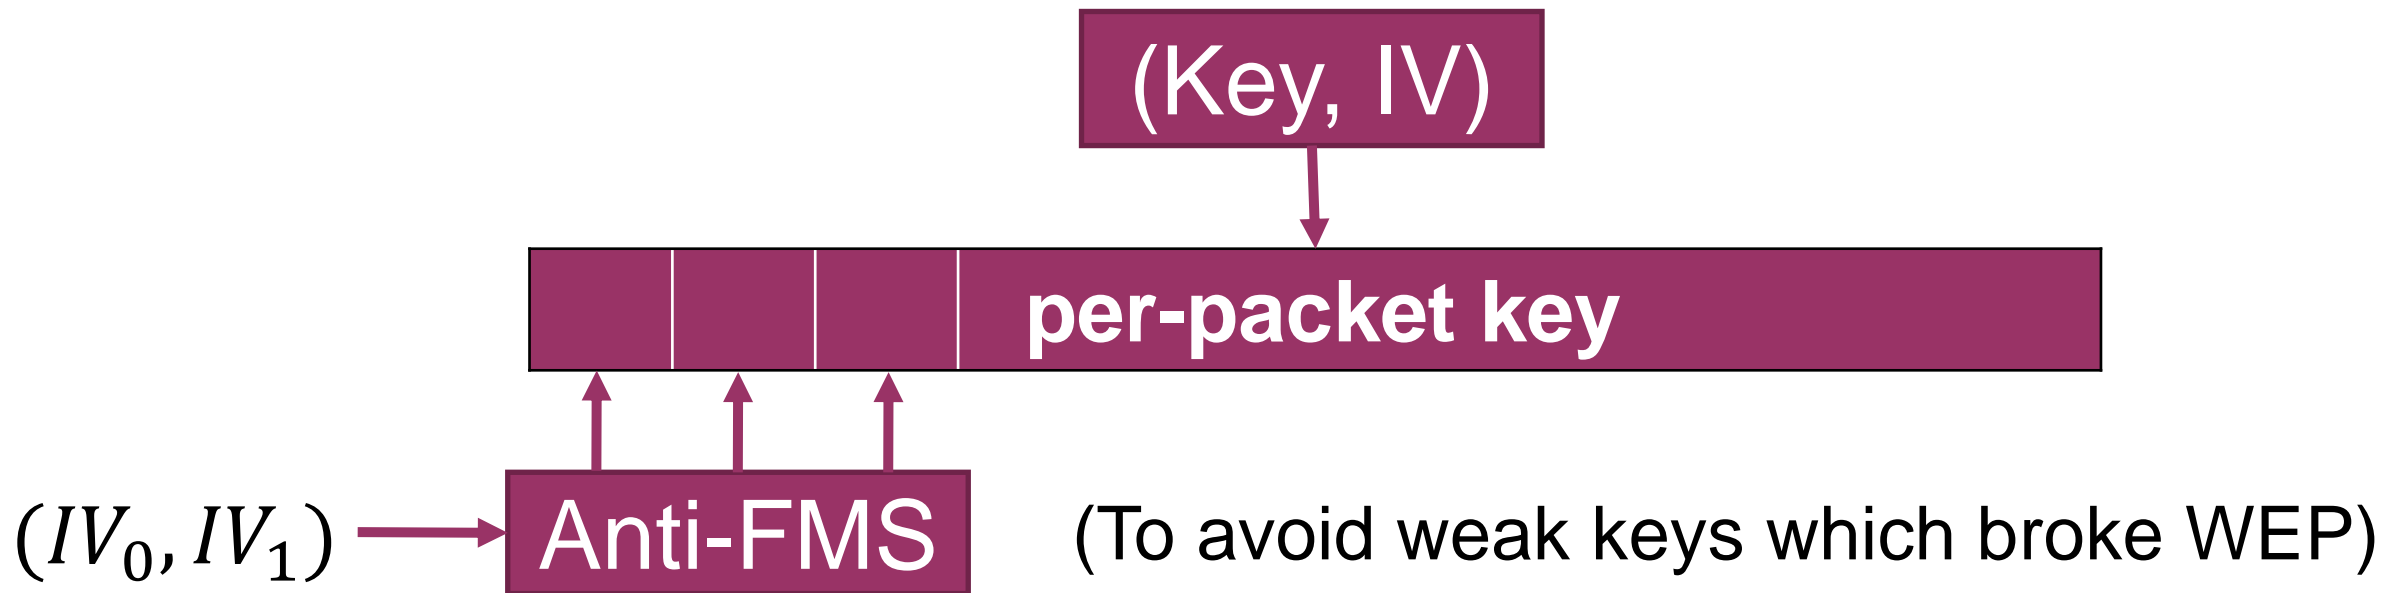 (Key, IV)
per-packet key
(IV₀, IV₁)
Anti-FMS
(To avoid weak keys which broke WEP)